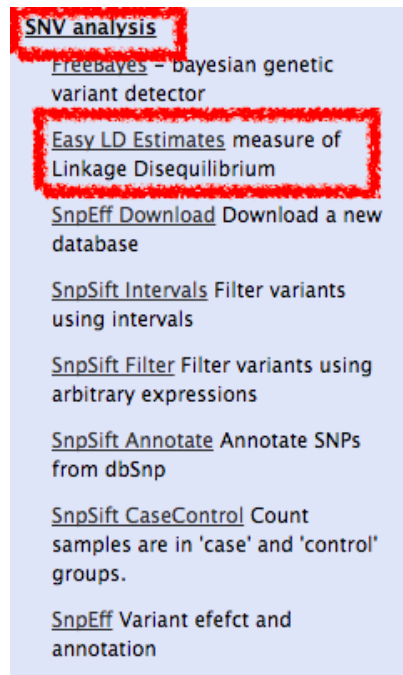 SNV analysis
FreeBayes – bayesian genetic
variant detector
Easy LD Estimates measure of
Linkage Disequilibrium
SnpEff Download Download a new
database
SnpSift Intervals Filter variants
using intervals
SnpSift Filter Filter variants using
arbitrary expressions
SnpSift Annotate Annotate SNPs
from dbSnp
SnpSift CaseControl Count
samples are in 'case' and 'control'
groups.
SnpEff Variant efefct and
annotation